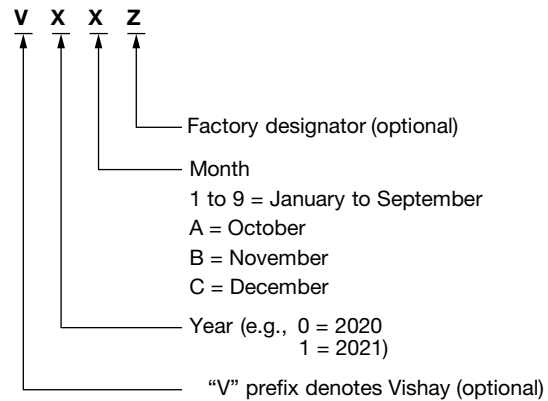 V X X Z
Factory designator (optional)
Month
1 to 9 = January to September
A = October
B = November
C = December
Year (e.g., 0 = 2020
1 = 2021)
“V” prefix denotes Vishay (optional)